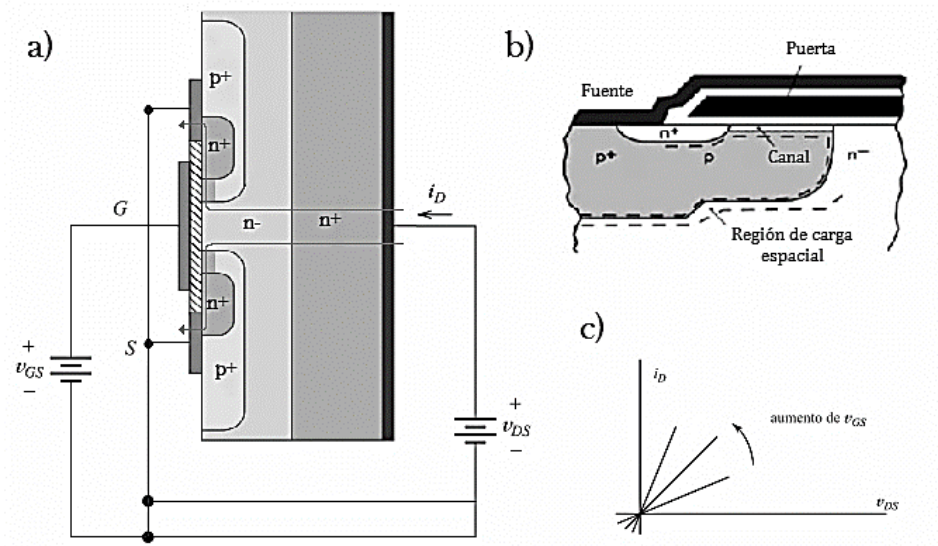 a)
p+
n+
G
n-
n+
i_D
n+
S
+
v_GS
−
p+
+
v_DS
−
b)
Puerta
Fuente
n+
p+
p
Canal
n−
Región de carga
espacial
c)
i_D
aumento de v_GS
v_DS